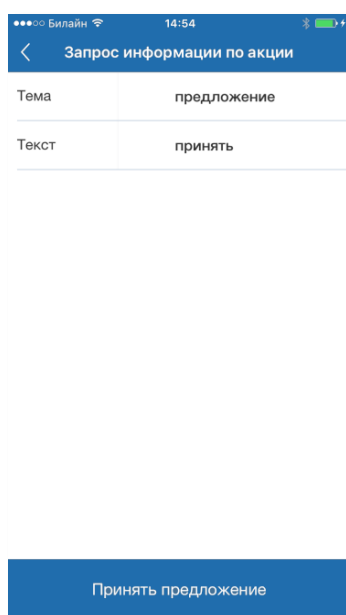 Билайн 14:54
Запрос информации по акции
Тема предложение
Текст принять
Принять предложение